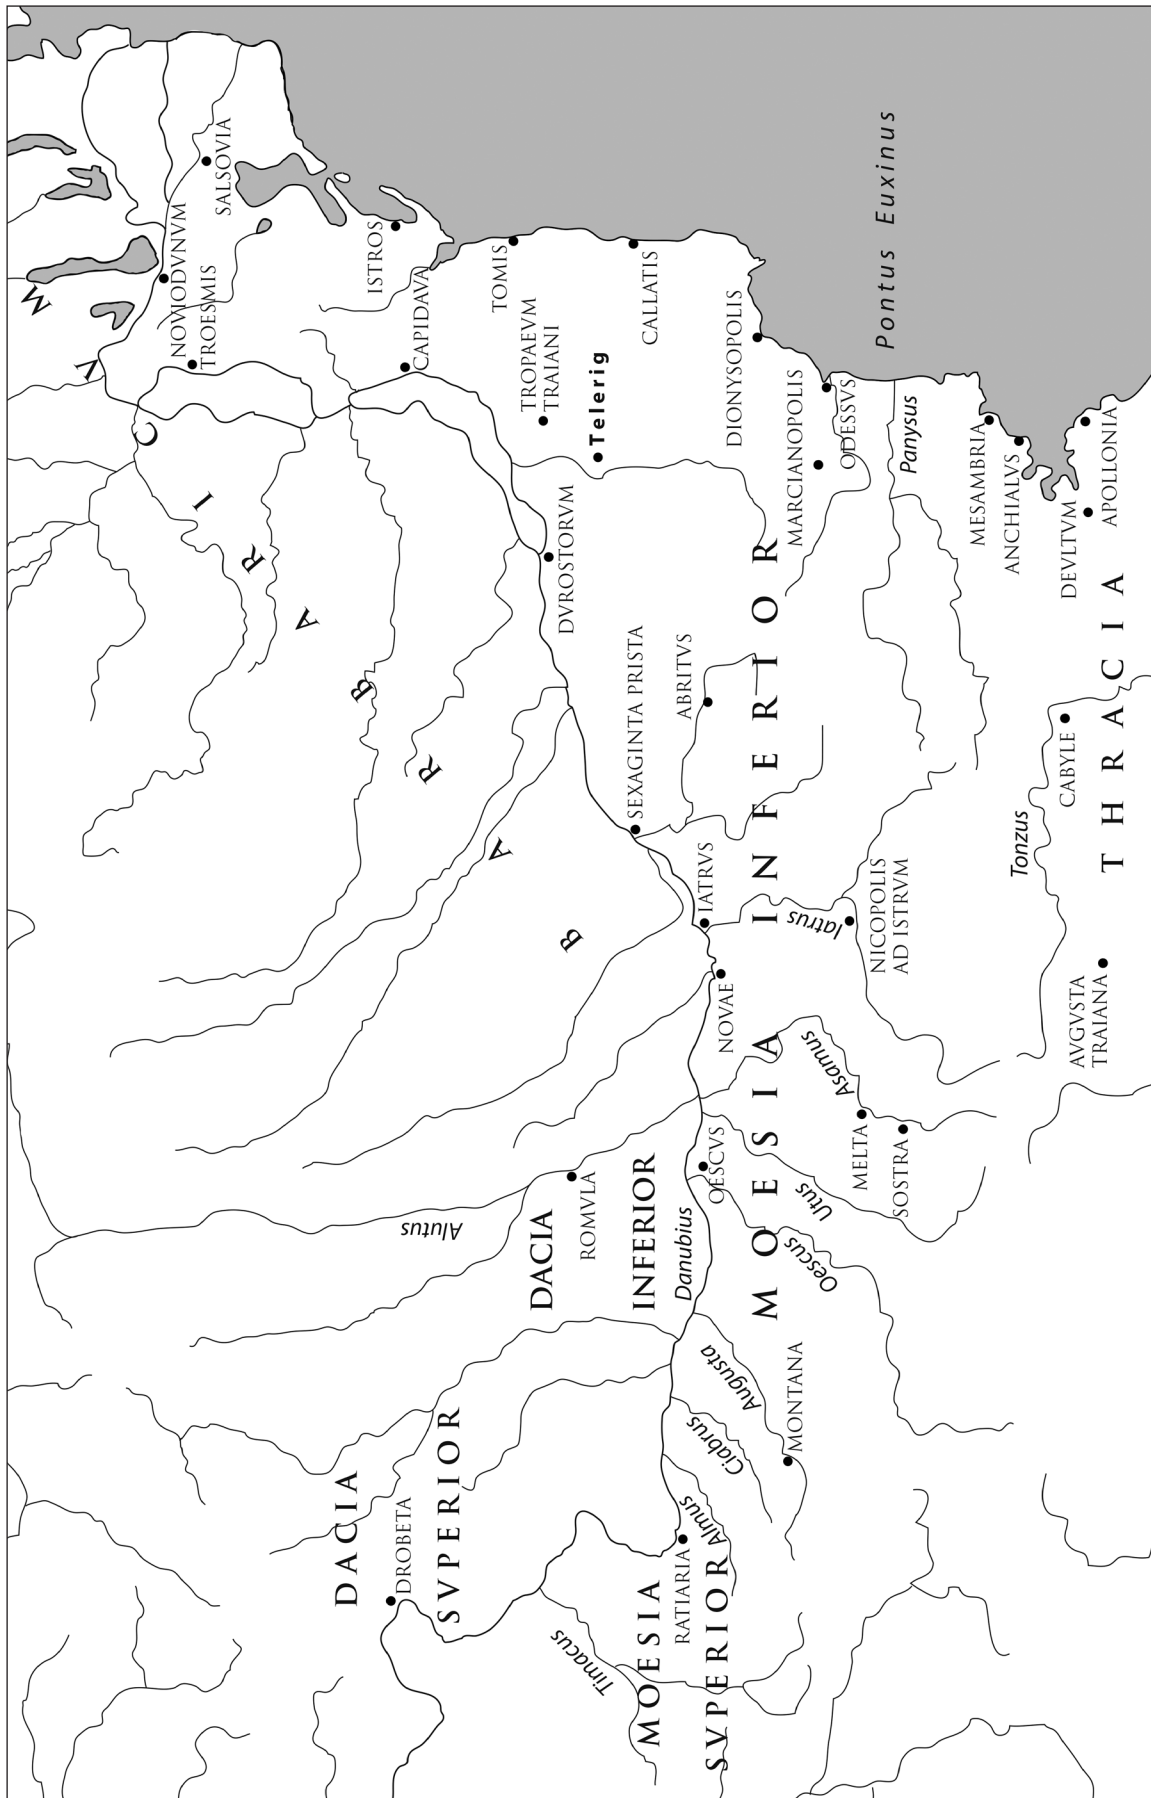 BARBARICVM
Pontus Euxinus
SALSOVIA
NOVIODVNVM
TROESMIS
ISTROS
CAPIDAVA
TOMIS
TROPAEVM
TRAIANI
Telerig
CALLATIS
DIONYSOPOLIS
MARCIANOPOLIS
ODESSVS
Panysus
MESAMBRIA
ANCHIALVS
DEVLTVM
APOLLONIA
DVROSTORVM
SEXAGINTA PRISTA
ABRITVS
IATRVS
Iatrus
NICOPOLIS
AD ISTRVM
NOVAE
MOESIA INFERIOR
THRACIA
CABYLE
Tonzus
AVGVSTA
TRAIANA
Asamus
MELTA
SOSTRA
OESCVS
Utus
Oescus
Danubius
DACIA
INFERIOR
ROMVLA
Alutus
Augusta
MONTANA
Ciabrus
Almus
RATIARIA
DACIA
SVPERIOR
DROBETA
Timacus
MOESIA
SVPERIOR